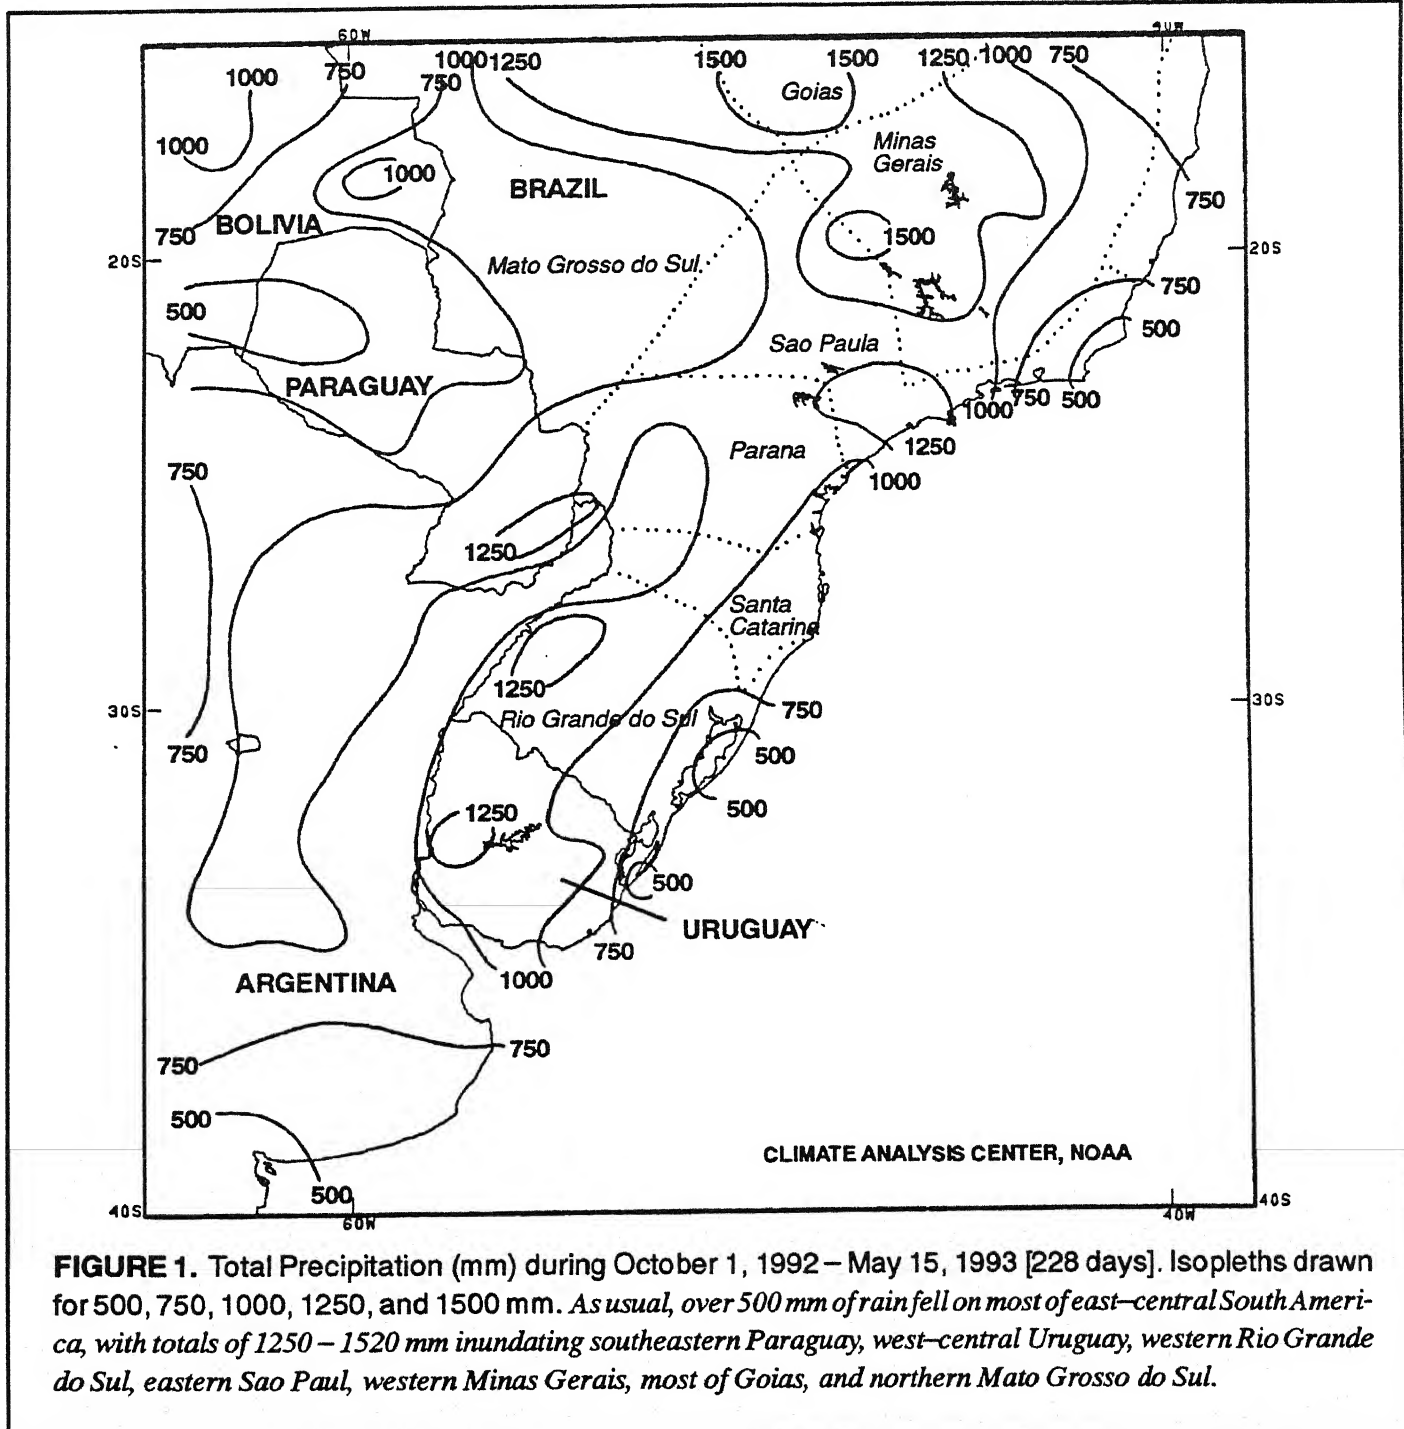 60W 40W
1000 750 750 1000 1250 1500 1500 1250 1000 750
Goias
1000
Minas
Gerais
1000
BRAZIL
750
BOLIVIA
750
1500
20S 20S
Mato Grosso do Sul
750
500
500
Sao Paula
PARAGUAY
1000 750 500
1250
Parana
750
1000
1250
Santa
Catarina
1250
30S 30S
750
Rio Grande do Sul
750
500
500
1250
500
URUGUAY
750
1000
ARGENTINA
750
750
500
CLIMATE ANALYSIS CENTER, NOAA
500
40S 40S
60W 40W
FIGURE 1. Total Precipitation (mm) during October 1, 1992 – May 15, 1993 [228 days]. Isopleths drawn
for 500, 750, 1000, 1250, and 1500 mm. As usual, over 500 mm of rain fell on most of east–central South Ameri-
ca, with totals of 1250 – 1520 mm inundating southeastern Paraguay, west–central Uruguay, western Rio Grande
do Sul, eastern Sao Paul, western Minas Gerais, most of Goias, and northern Mato Grosso do Sul.